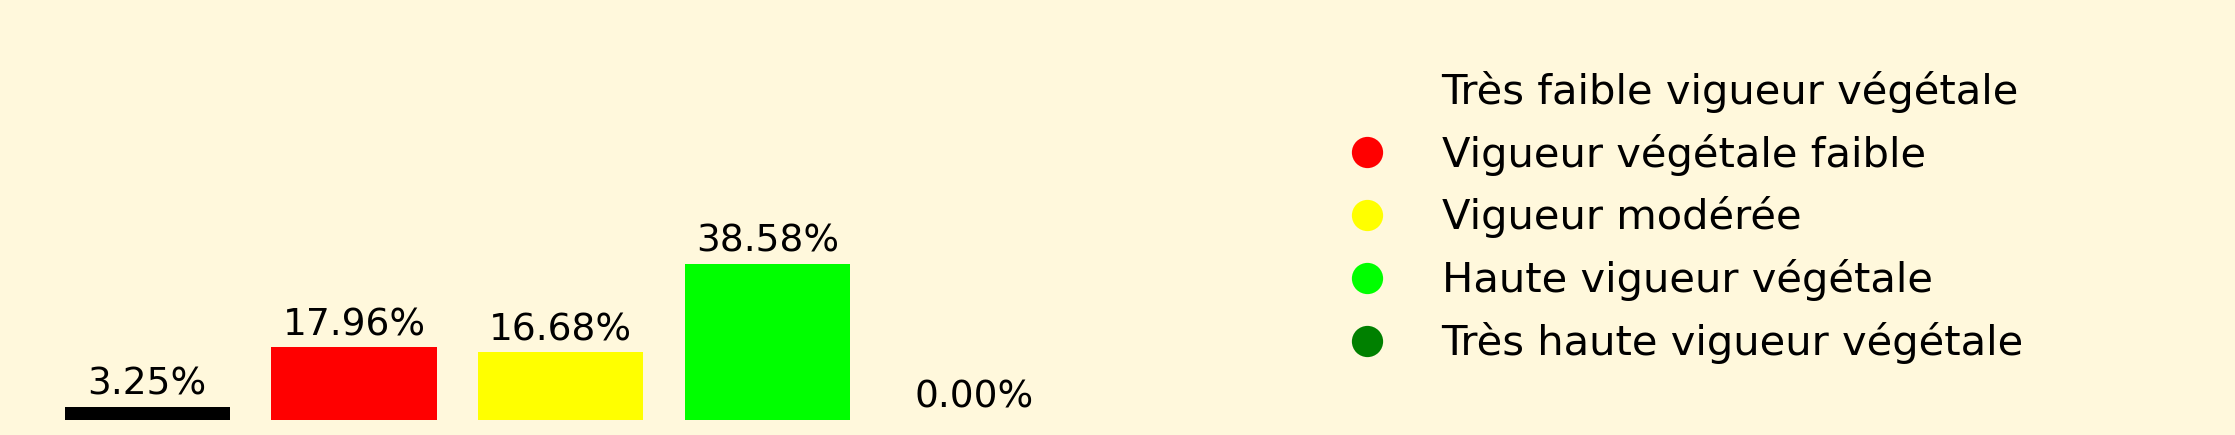 3.25%
17.96%
16.68%
38.58%
0.00%
Très faible vigueur végétale
Vigueur végétale faible
Vigueur modérée
Haute vigueur végétale
Très haute vigueur végétale